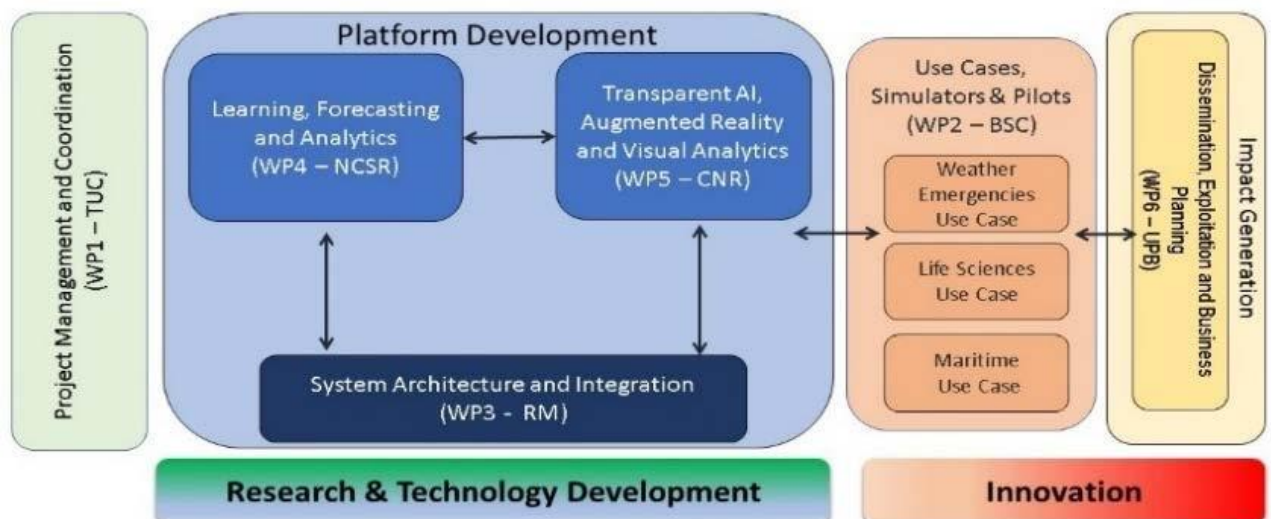 Project Management and Coordination
(WP1 – TUC)
Platform Development
Learning, Forecasting
and Analytics
(WP4 – NCSR)
Transparent AI,
Augmented Reality
and Visual Analytics
(WP5 – CNR)
System Architecture and Integration
(WP3 - RM)
Use Cases,
Simulators & Pilots
(WP2 – BSC)
Weather
Emergencies
Use Case
Life Sciences
Use Case
Maritime
Use Case
Dissemination, Exploitation and Business
Planning
(WP6 – UPB)
Impact Generation
Research & Technology Development
Innovation